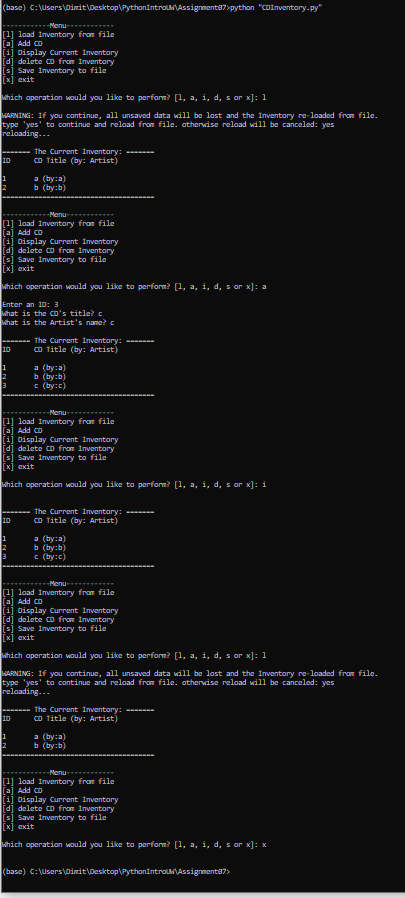 (base) C:\Users\Dimit\Desktop\PythonIntroUW\Assignment07>python "CDInventory.py"
------------Menu------------
[l] load Inventory from file
[a] Add CD
[i] Display Current Inventory
[d] delete CD from Inventory
[s] Save Inventory to file
[x] exit
Which operation would you like to perform? [l, a, i, d, s or x]: l
WARNING: If you continue, all unsaved data will be lost and the Inventory re-loaded from file.
type 'yes' to continue and reload from file. otherwise reload will be canceled: yes
reloading...
======= The Current Inventory: =======
ID      CD Title (by: Artist)
1       a (by:a)
2       b (by:b)
======================================
------------Menu------------
[l] load Inventory from file
[a] Add CD
[i] Display Current Inventory
[d] delete CD from Inventory
[s] Save Inventory to file
[x] exit
Which operation would you like to perform? [l, a, i, d, s or x]: a
Enter an ID: 3
What is the CD's title? c
What is the Artist's name? c
======= The Current Inventory: =======
ID      CD Title (by: Artist)
1       a (by:a)
2       b (by:b)
3       c (by:c)
======================================
------------Menu------------
[l] load Inventory from file
[a] Add CD
[i] Display Current Inventory
[d] delete CD from Inventory
[s] Save Inventory to file
[x] exit
Which operation would you like to perform? [l, a, i, d, s or x]: i
======= The Current Inventory: =======
ID      CD Title (by: Artist)
1       a (by:a)
2       b (by:b)
3       c (by:c)
======================================
------------Menu------------
[l] load Inventory from file
[a] Add CD
[i] Display Current Inventory
[d] delete CD from Inventory
[s] Save Inventory to file
[x] exit
Which operation would you like to perform? [l, a, i, d, s or x]: l
WARNING: If you continue, all unsaved data will be lost and the Inventory re-loaded from file.
type 'yes' to continue and reload from file. otherwise reload will be canceled: yes
reloading...
======= The Current Inventory: =======
ID      CD Title (by: Artist)
1       a (by:a)
2       b (by:b)
======================================
------------Menu------------
[l] load Inventory from file
[a] Add CD
[i] Display Current Inventory
[d] delete CD from Inventory
[s] Save Inventory to file
[x] exit
Which operation would you like to perform? [l, a, i, d, s or x]: x
(base) C:\Users\Dimit\Desktop\PythonIntroUW\Assignment07>